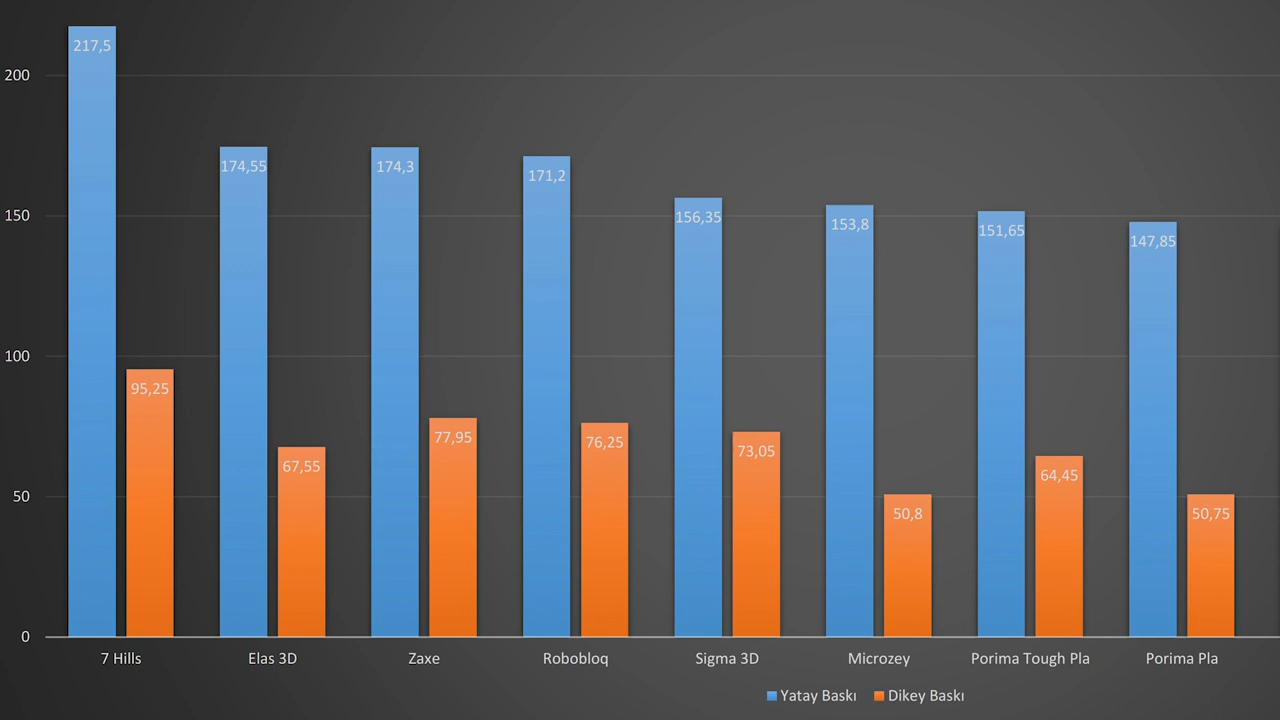 217,5
200
174,55
174,3
171,2
156,35
153,8
151,65
147,85
150
100
95,25
77,95
76,25
73,05
67,55
64,45
50,8
50,75
50
0
7 Hills
Elas 3D
Zaxe
Robobloq
Sigma 3D
Microzey
Porima Tough Pla
Porima Pla
Yatay Baskı
Dikey Baskı